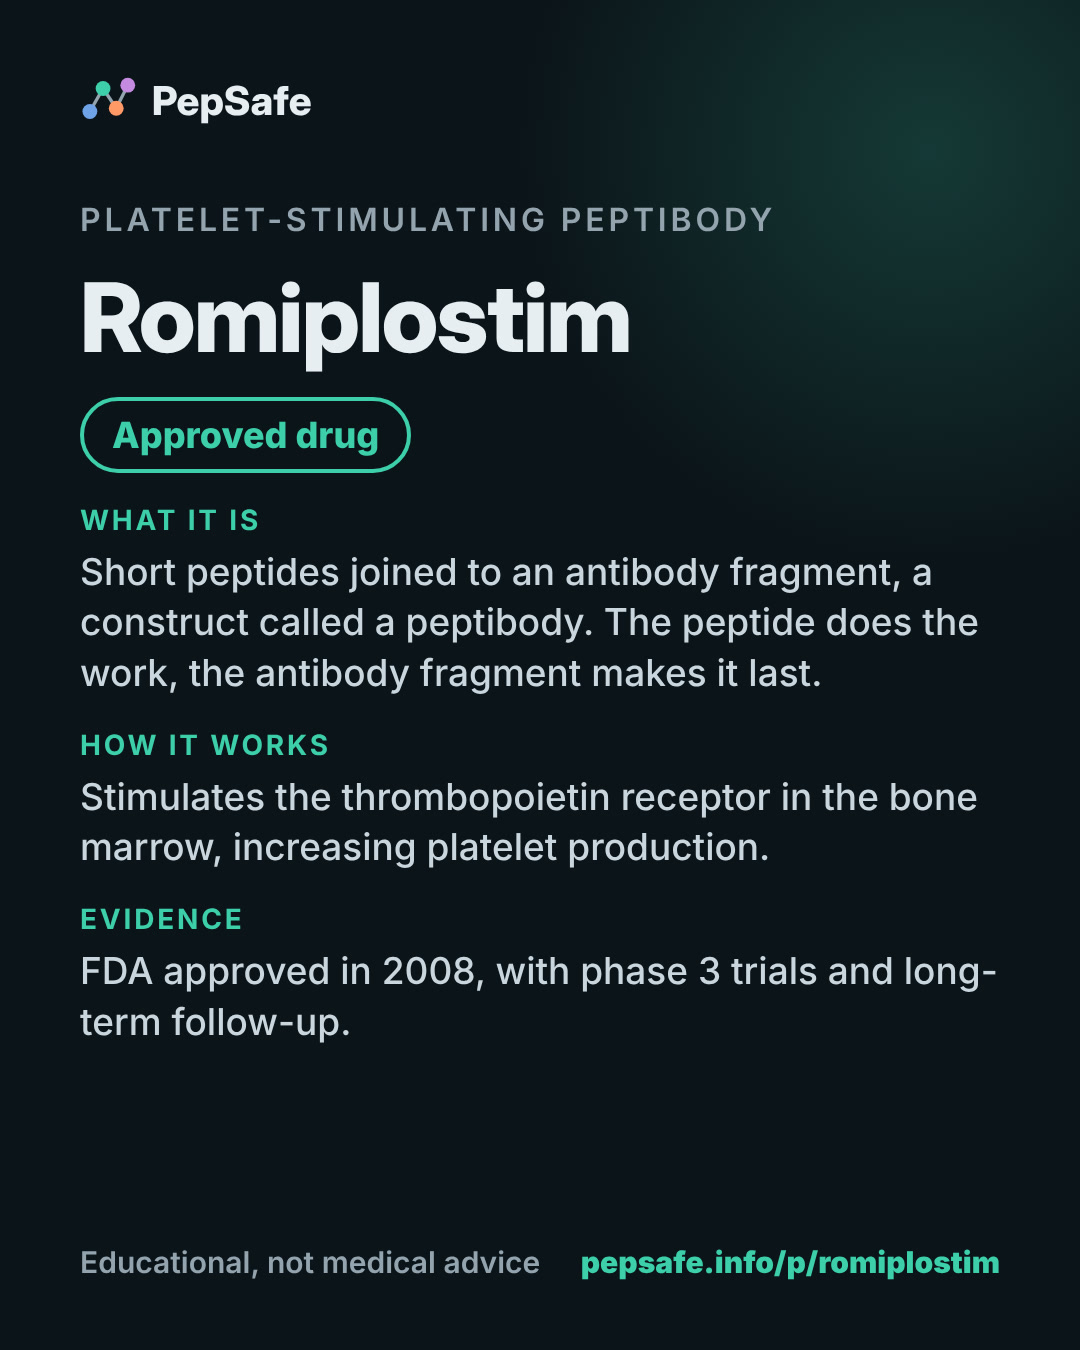 PepSafe
PLATELET-STIMULATING PEPTIBODY
Romiplostim
Approved drug
WHAT IT IS
Short peptides joined to an antibody fragment, a
construct called a peptibody. The peptide does the
work, the antibody fragment makes it last.
HOW IT WORKS
Stimulates the thrombopoietin receptor in the bone
marrow, increasing platelet production.
EVIDENCE
FDA approved in 2008, with phase 3 trials and long-
term follow-up.
Educational, not medical advice
pepsafe.info/p/romiplostim